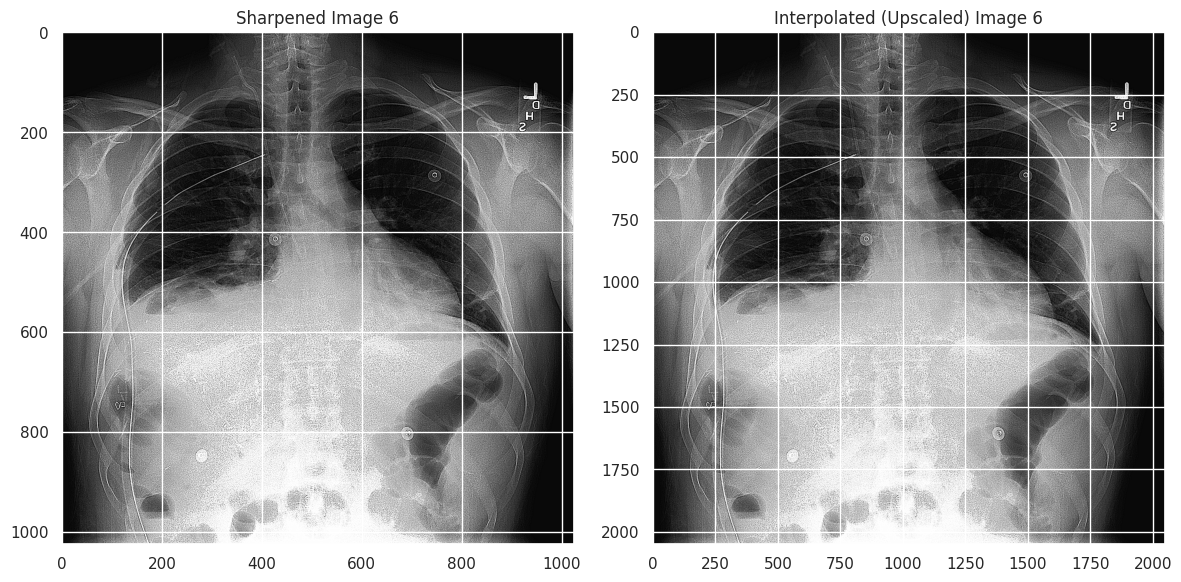 Sharpened Image 6
0
200
400
600
800
1000
0 200 400 600 800 1000
L
D
H
S
Interpolated (Upscaled) Image 6
0
250
500
750
1000
1250
1500
1750
2000
0 250 500 750 1000 1250 1500 1750 2000
L
D
H
S